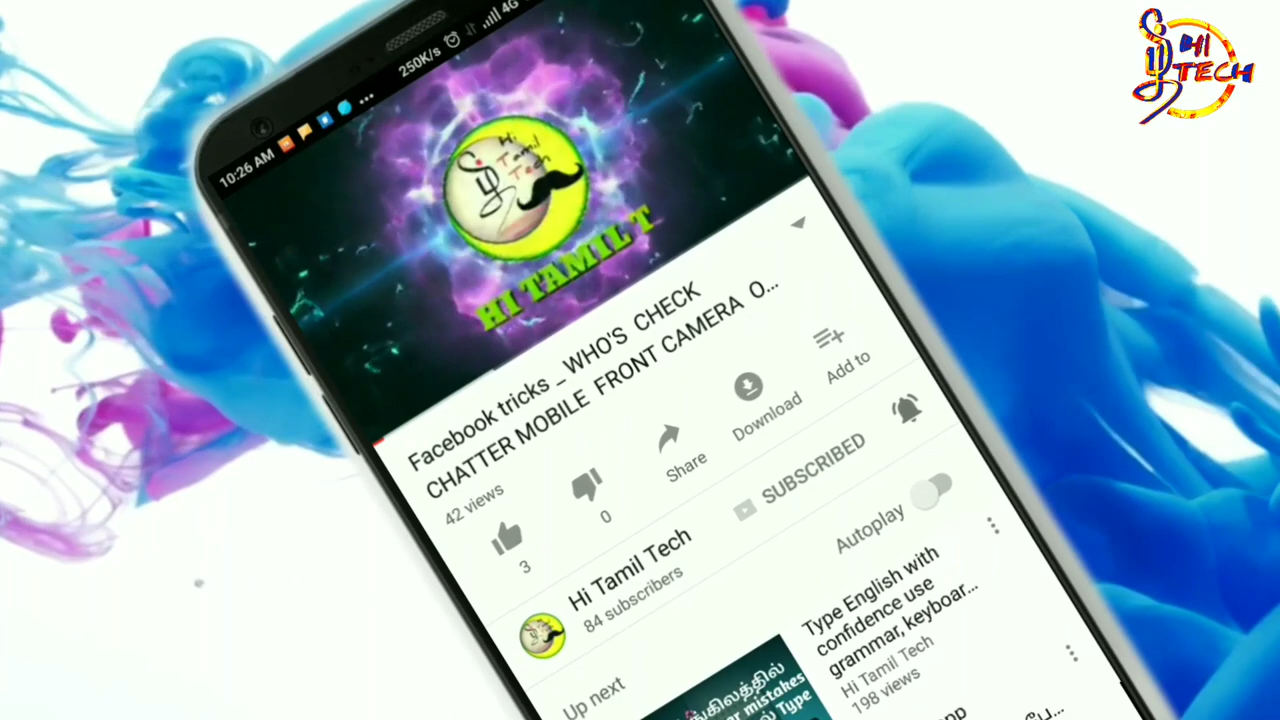 HI
TECH
10:26 AM
250K/s
4G
Hi
Tamil
Tech
HI TAMIL T
Facebook tricks _ WHO'S CHECK
CHATTER MOBILE FRONT CAMERA O...
42 views
3
0
Share
Download
Add to
Hi Tamil Tech
84 subscribers
SUBSCRIBED
Autoplay
Up next
Type English with
confidence use
grammar, keyboar...
Hi Tamil Tech
198 views
mistakes
Type